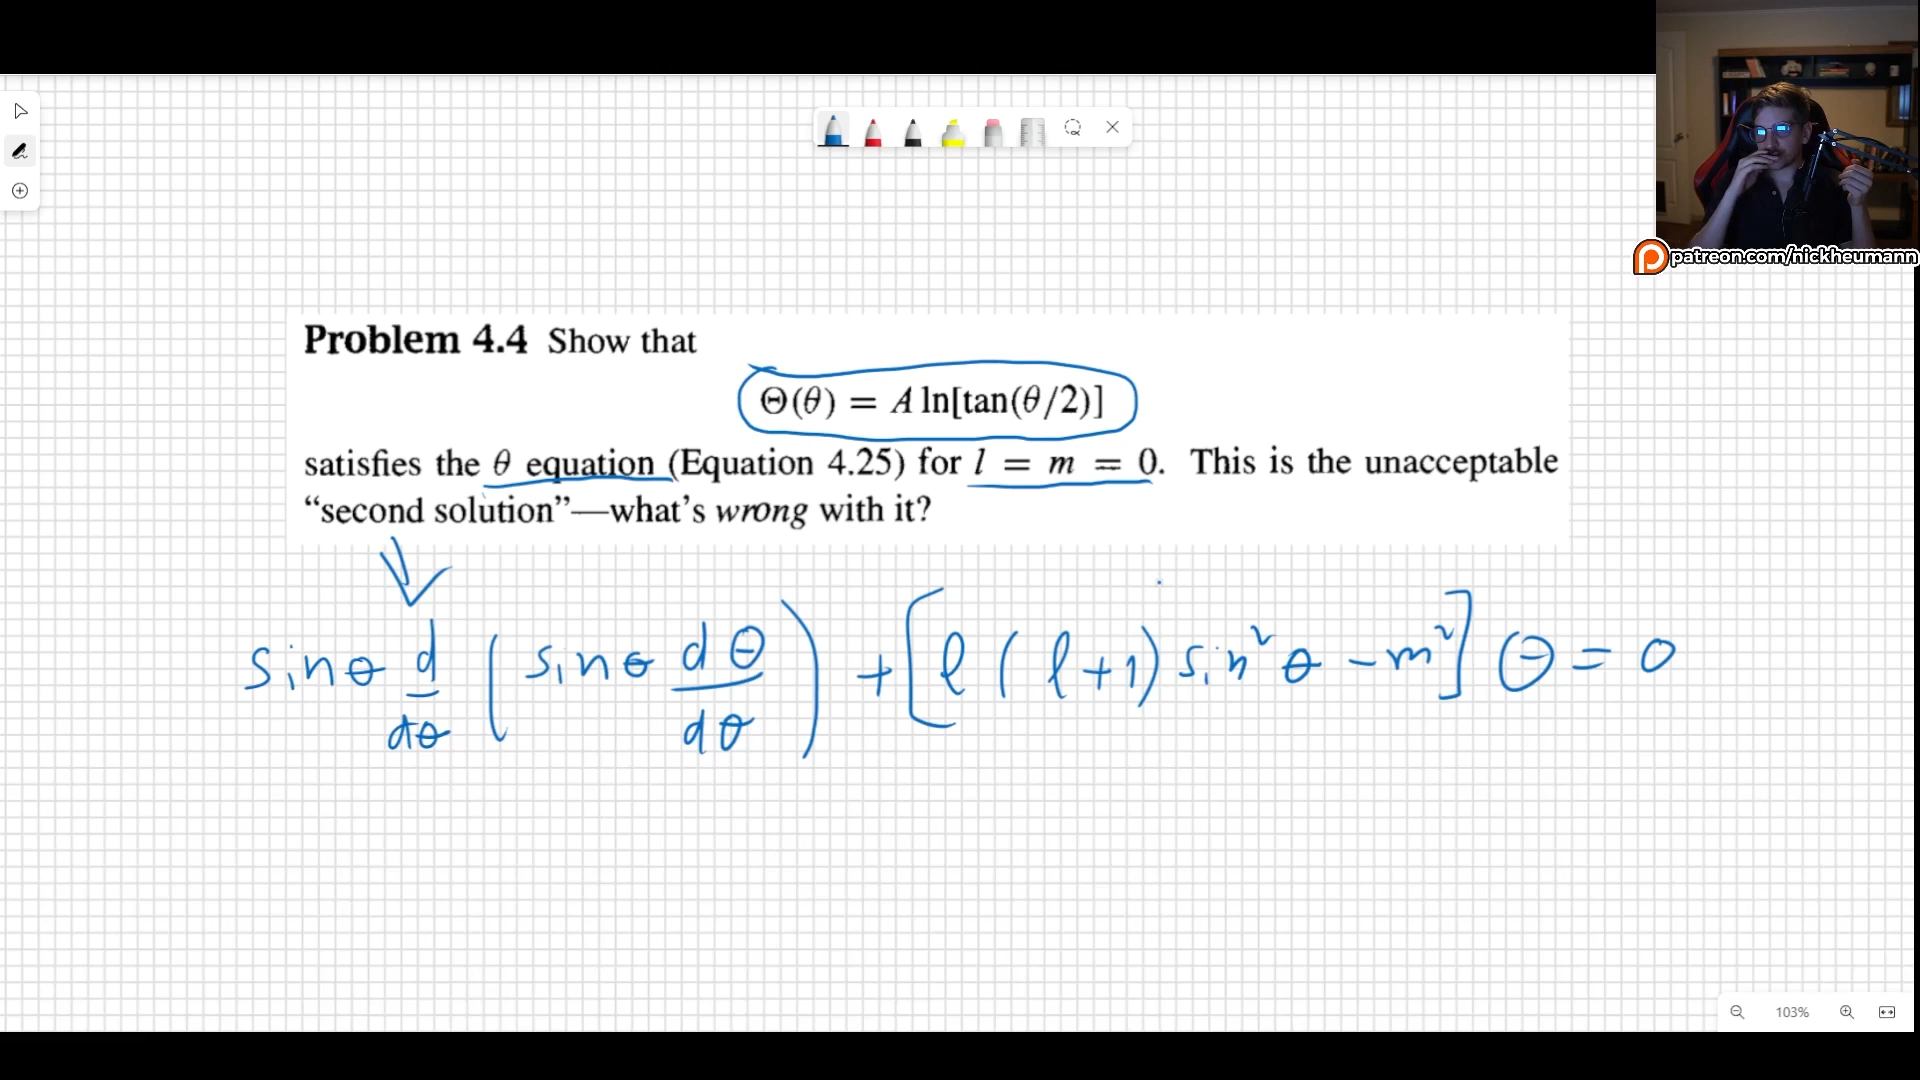 patreon.com/nickheumann
Problem 4.4 Show that
Θ(θ) = A ln[tan(θ/2)]
satisfies the θ equation (Equation 4.25) for l = m = 0. This is the unacceptable
“second solution”—what's wrong with it?
sinθ d/dθ (sinθ dΘ/dθ) + [ℓ(ℓ+1) sin²θ − m²] Θ = 0
103%